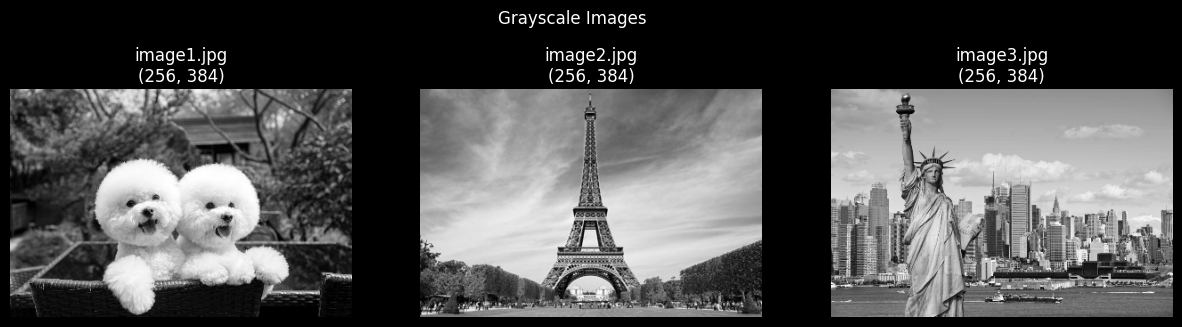 Grayscale Images
image1.jpg
(256, 384)
image2.jpg
(256, 384)
image3.jpg
(256, 384)